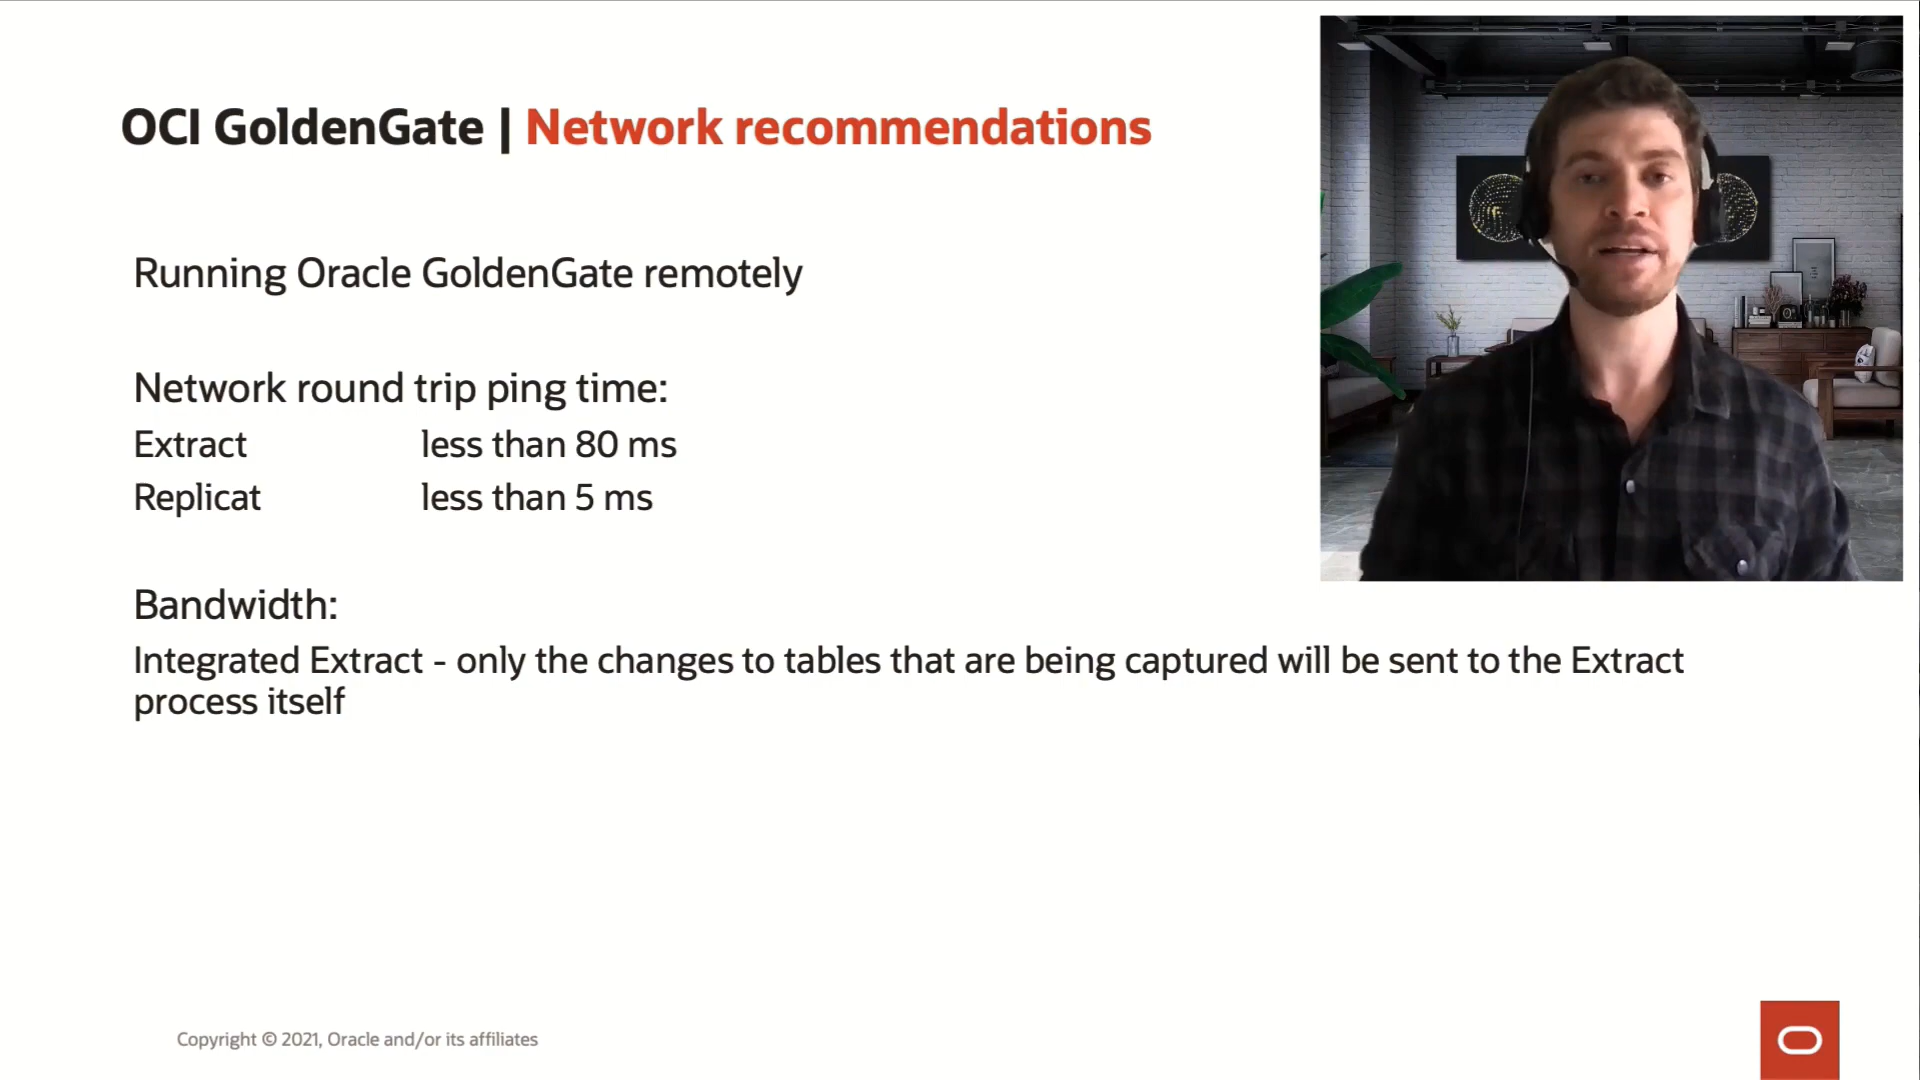 OCI GoldenGate | Network recommendations
Running Oracle GoldenGate remotely
Network round trip ping time:
Extract less than 80 ms
Replicat less than 5 ms
Bandwidth:
Integrated Extract - only the changes to tables that are being captured will be sent to the Extract
process itself
Copyright © 2021, Oracle and/or its affiliates